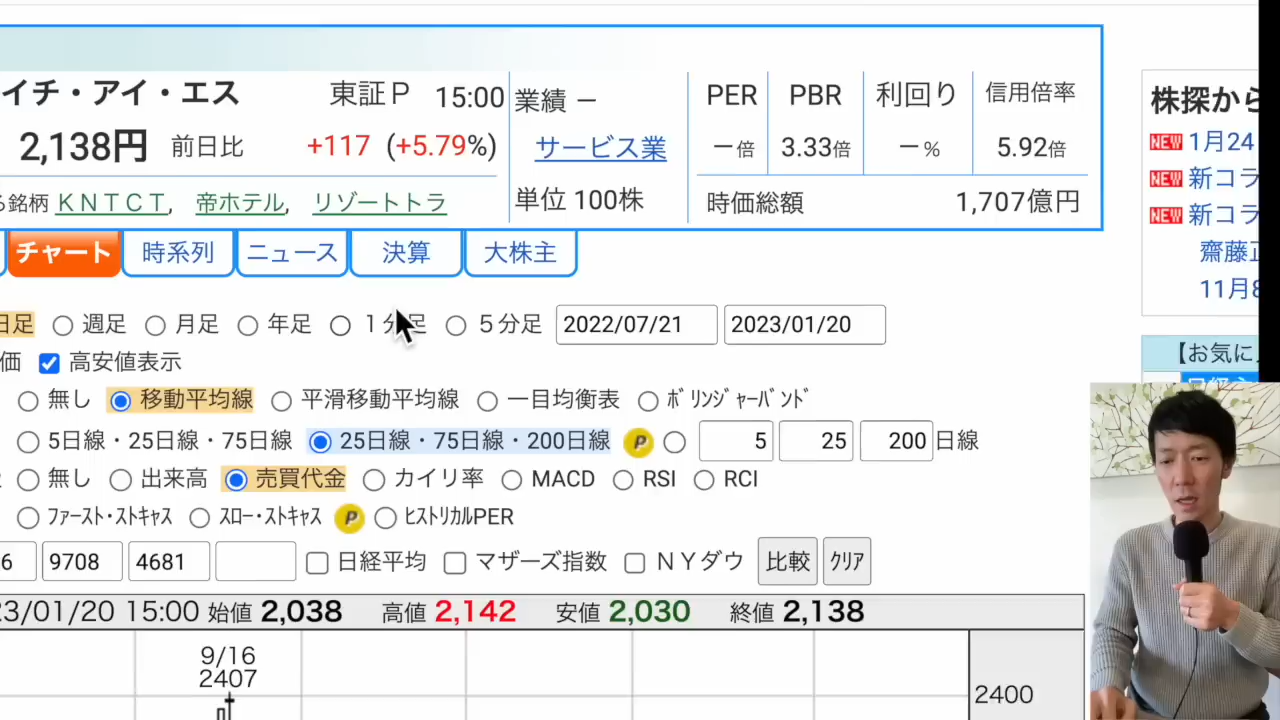 イチ・アイ・エス 東証P 15:00
2,138円 前日比 +117 (+5.79%)
銘柄 KNTCT, 帝ホテル, リゾートトラ
業績 －
サービス業
単位 100株
PER PBR 利回り 信用倍率
－倍 3.33倍 －% 5.92倍
時価総額 1,707億円
チャート 時系列 ニュース 決算 大株主
日足 週足 月足 年足 1分足 5分足 2022/07/21 2023/01/20
価 高安値表示
無し 移動平均線 平滑移動平均線 一目均衡表 ﾎﾞﾘﾝｼﾞｬｰﾊﾞﾝﾄﾞ
5日線・25日線・75日線 25日線・75日線・200日線 P 5 25 200 日線
無し 出来高 売買代金 カイリ率 MACD RSI RCI
ﾌｧｰｽﾄ・ｽﾄｷｬｽ ｽﾛｰ・ｽﾄｷｬｽ P ﾋｽﾄﾘｶﾙPER
6 9708 4681 日経平均 マザーズ指数 NYダウ 比較 ｸﾘｱ
3/01/20 15:00 始値 2,038 高値 2,142 安値 2,030 終値 2,138
9/16
2407
2400
株探から
NEW 1月24
NEW 新コラ
NEW 新コラ
齋藤正
11月8
【お気に